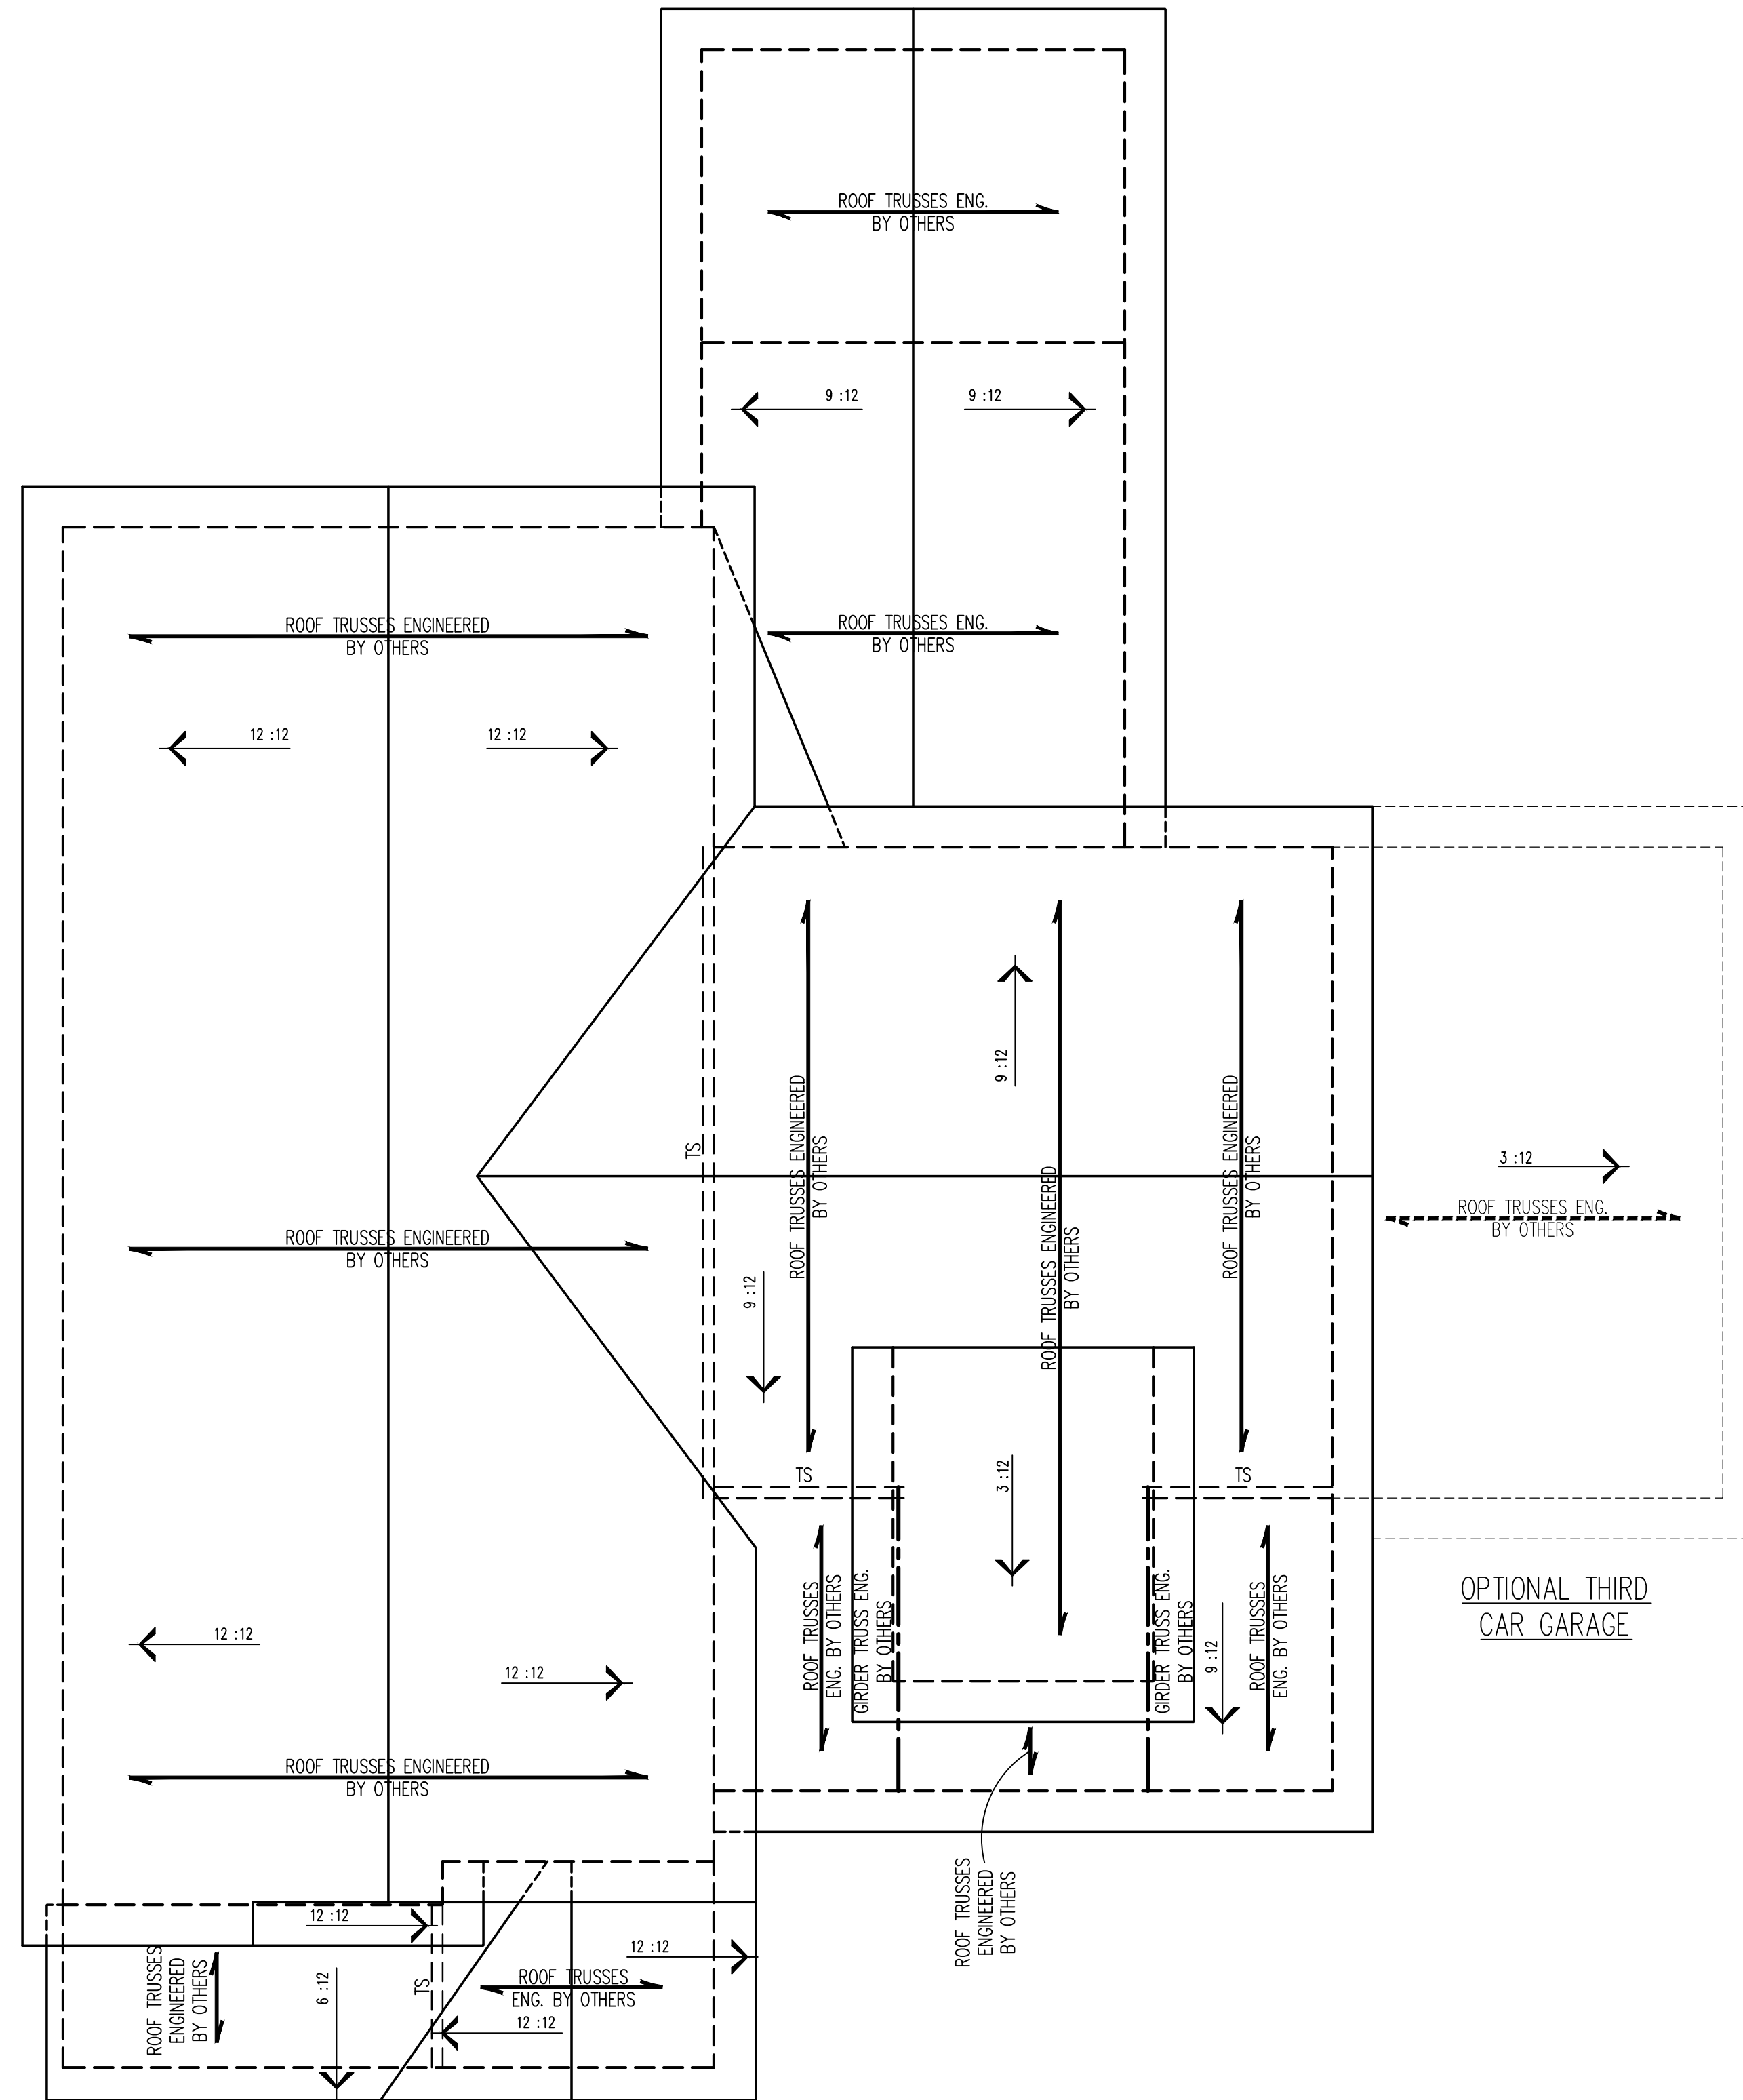 ROOF TRUSSES ENG.
BY OTHERS
9 :12
9 :12
ROOF TRUSSES ENGINEERED
BY OTHERS
ROOF TRUSSES ENG.
BY OTHERS
12 :12
12 :12
9 :12
ROOF TRUSSES ENGINEERED
BY OTHERS
ROOF TRUSSES ENGINEERED
BY OTHERS
ROOF TRUSSES ENGINEERED
BY OTHERS
TS
3 :12
ROOF TRUSSES ENG.
BY OTHERS
ROOF TRUSSES ENGINEERED
BY OTHERS
9 :12
TS
3 :12
TS
OPTIONAL THIRD
CAR GARAGE
ROOF TRUSSES
ENG. BY OTHERS
GIRDER TRUSS ENG.
BY OTHERS
GIRDER TRUSS ENG.
BY OTHERS
9 :12
ROOF TRUSSES
ENG. BY OTHERS
12 :12
12 :12
ROOF TRUSSES ENGINEERED
BY OTHERS
ROOF TRUSSES
ENGINEERED
BY OTHERS
12 :12
12 :12
ROOF TRUSSES
ENGINEERED
BY OTHERS
6 :12
TS
ROOF TRUSSES
ENG. BY OTHERS
12 :12